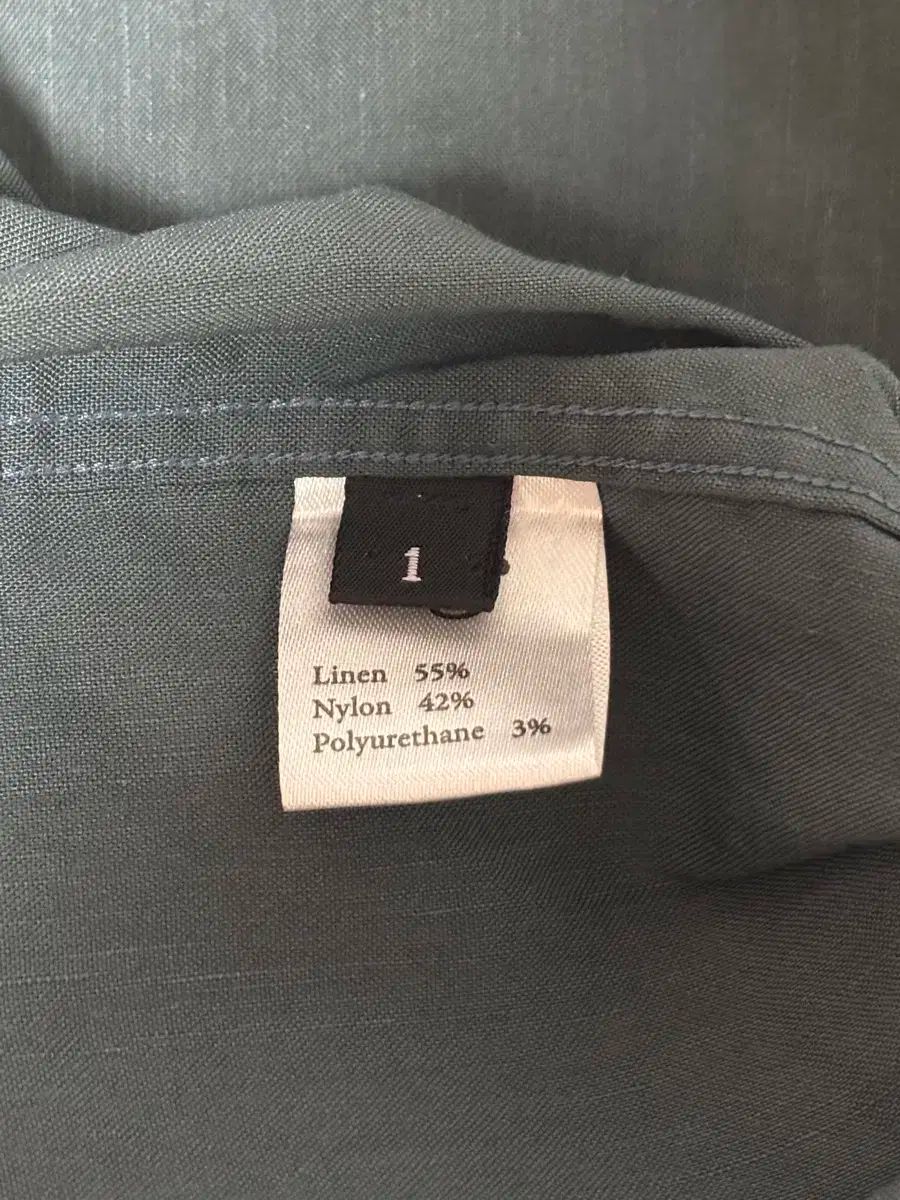 1
Linen 55%
Nylon 42%
Polyurethane 3%